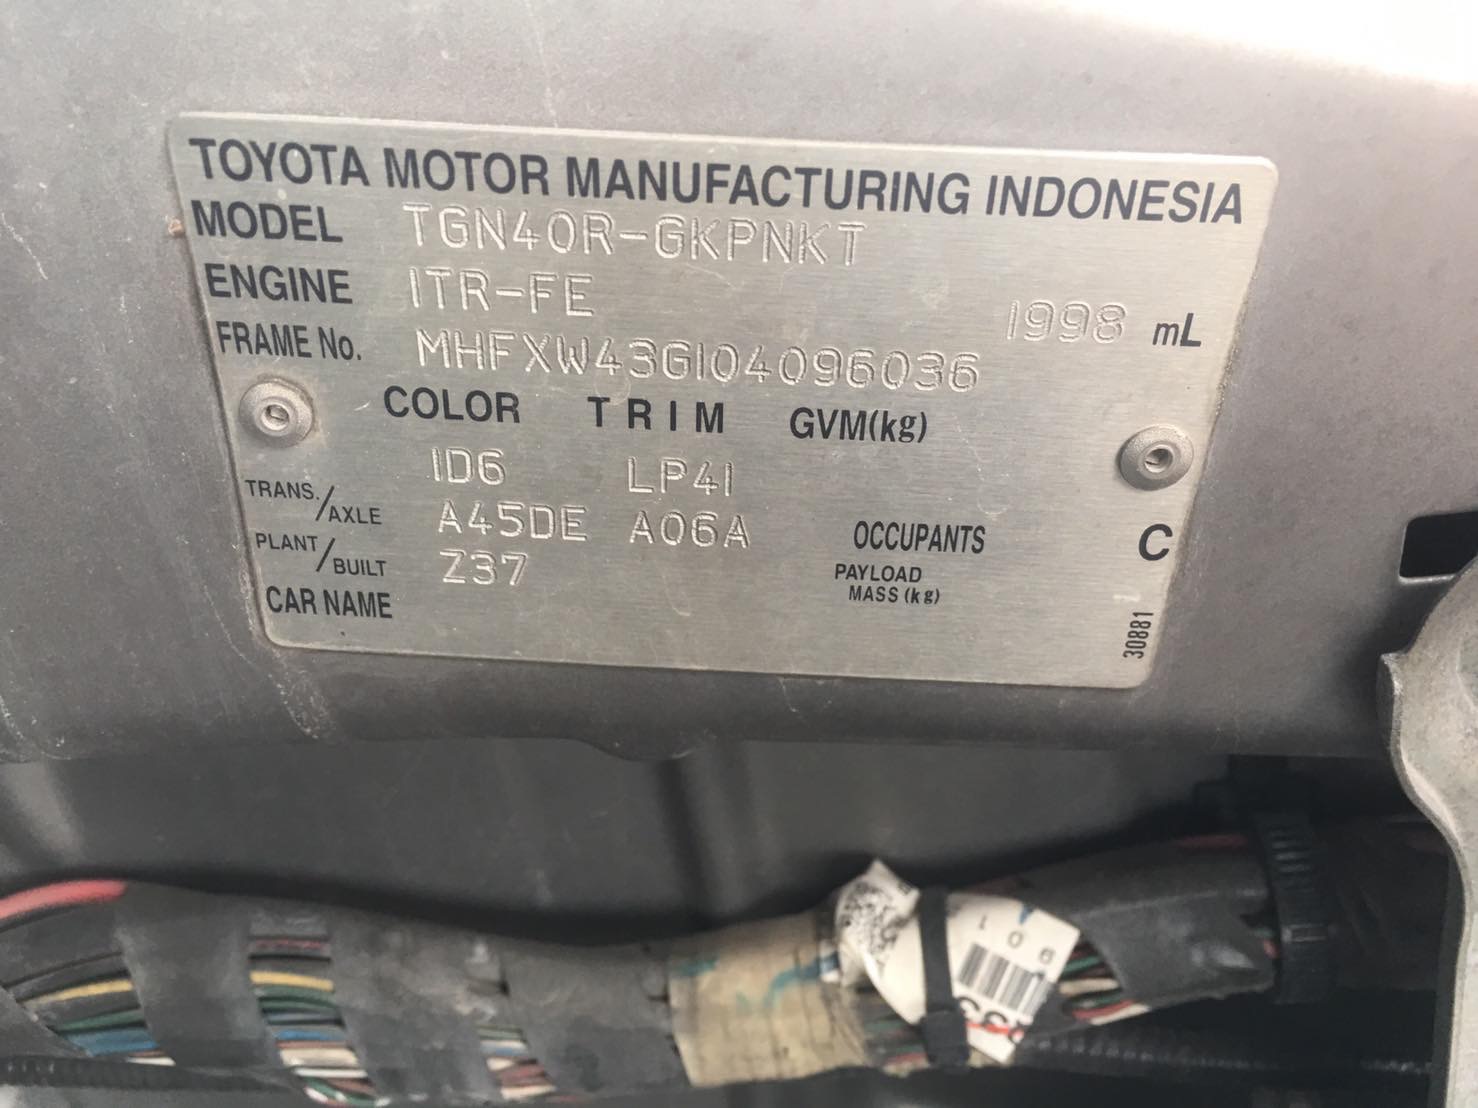 TOYOTA MOTOR MANUFACTURING INDONESIA
MODEL TGN40R-GKPNKT
ENGINE 1TR-FE 1998 mL
FRAME No. MHFXW43G104096036
COLOR TRIM GVM(kg)
1D6 LP41
TRANS./AXLE A45DE A06A OCCUPANTS C
PLANT/BUILT Z37 PAYLOAD MASS (kg)
CAR NAME
30881
901